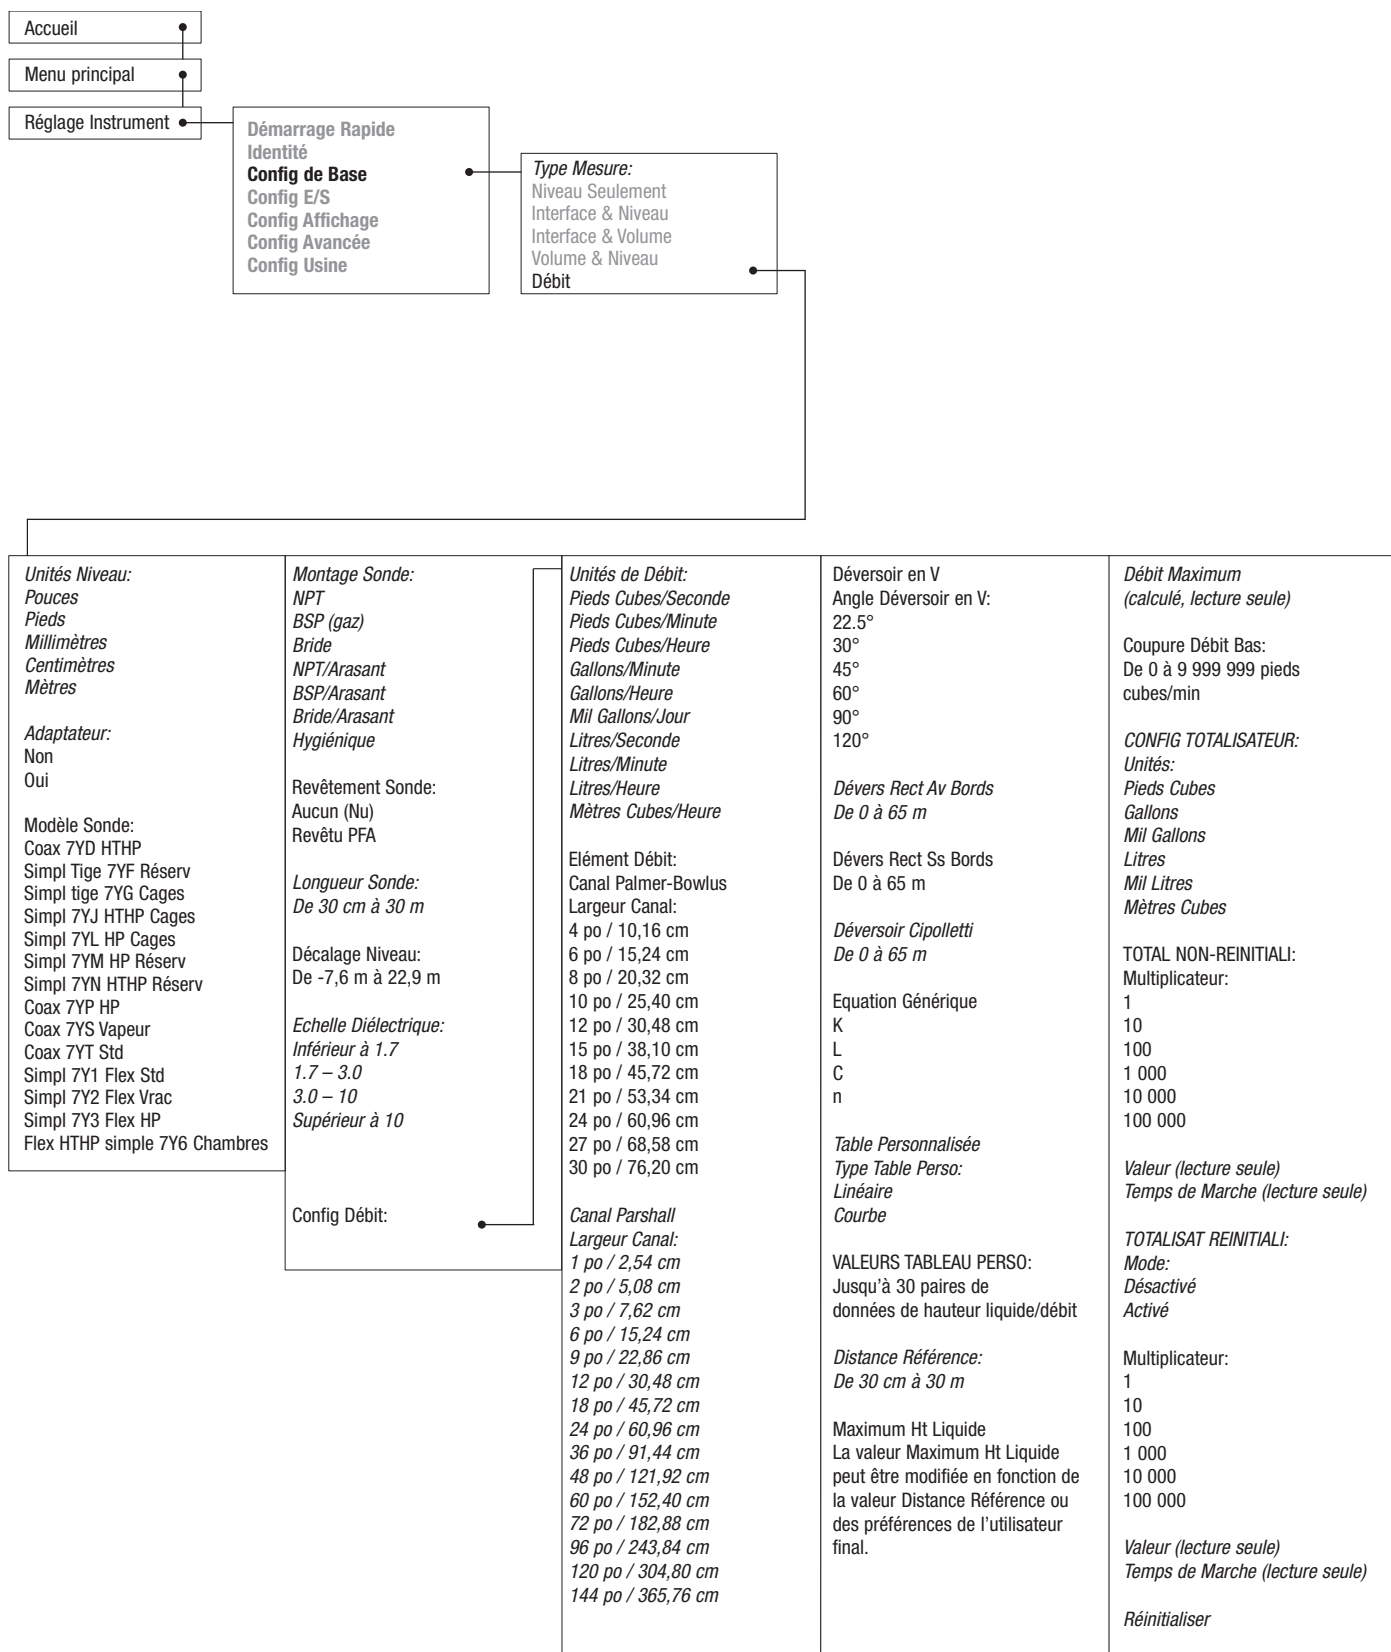 Accueil
Menu principal
Réglage Instrument
Démarrage Rapide
Identité
Config de Base
Config E/S
Config Affichage
Config Avancée
Config Usine
Type Mesure:
Niveau Seulement
Interface & Niveau
Interface & Volume
Volume & Niveau
Débit
Unités Niveau:
Pouces
Pieds
Millimètres
Centimètres
Mètres
Adaptateur:
Non
Oui
Modèle Sonde:
Coax 7YD HTHP
Simpl Tige 7YF Réserv
Simpl tige 7YG Cages
Simpl 7YJ HTHP Cages
Simpl 7YL HP Cages
Simpl 7YM HP Réserv
Simpl 7YN HTHP Réserv
Coax 7YP HP
Coax 7YS Vapeur
Coax 7YT Std
Simpl 7Y1 Flex Std
Simpl 7Y2 Flex Vrac
Simpl 7Y3 Flex HP
Flex HTHP simple 7Y6 Chambres
Montage Sonde:
NPT
BSP (gaz)
Bride
NPT/Arasant
BSP/Arasant
Bride/Arasant
Hygiénique
Revêtement Sonde:
Aucun (Nu)
Revêtu PFA
Longueur Sonde:
De 30 cm à 30 m
Décalage Niveau:
De -7,6 m à 22,9 m
Echelle Diélectrique:
Inférieur à 1.7
1.7 – 3.0
3.0 – 10
Supérieur à 10
Config Débit:
Unités de Débit:
Pieds Cubes/Seconde
Pieds Cubes/Minute
Pieds Cubes/Heure
Gallons/Minute
Gallons/Heure
Mil Gallons/Jour
Litres/Seconde
Litres/Minute
Litres/Heure
Mètres Cubes/Heure
Elément Débit:
Canal Palmer-Bowlus
Largeur Canal:
4 po / 10,16 cm
6 po / 15,24 cm
8 po / 20,32 cm
10 po / 25,40 cm
12 po / 30,48 cm
15 po / 38,10 cm
18 po / 45,72 cm
21 po / 53,34 cm
24 po / 60,96 cm
27 po / 68,58 cm
30 po / 76,20 cm
Canal Parshall
Largeur Canal:
1 po / 2,54 cm
2 po / 5,08 cm
3 po / 7,62 cm
6 po / 15,24 cm
9 po / 22,86 cm
12 po / 30,48 cm
18 po / 45,72 cm
24 po / 60,96 cm
36 po / 91,44 cm
48 po / 121,92 cm
60 po / 152,40 cm
72 po / 182,88 cm
96 po / 243,84 cm
120 po / 304,80 cm
144 po / 365,76 cm
Déversoir en V
Angle Déversoir en V:
22.5°
30°
45°
60°
90°
120°
Dévers Rect Av Bords
De 0 à 65 m
Dévers Rect Ss Bords
De 0 à 65 m
Déversoir Cipolletti
De 0 à 65 m
Equation Générique
K
L
C
n
Table Personnalisée
Type Table Perso:
Linéaire
Courbe
VALEURS TABLEAU PERSO:
Jusqu'à 30 paires de
données de hauteur liquide/débit
Distance Référence:
De 30 cm à 30 m
Maximum Ht Liquide
La valeur Maximum Ht Liquide
peut être modifiée en fonction de
la valeur Distance Référence ou
des préférences de l'utilisateur
final.
Débit Maximum
(calculé, lecture seule)
Coupure Débit Bas:
De 0 à 9 999 999 pieds
cubes/min
CONFIG TOTALISATEUR:
Unités:
Pieds Cubes
Gallons
Mil Gallons
Litres
Mil Litres
Mètres Cubes
TOTAL NON-REINITIALI:
Multiplicateur:
1
10
100
1 000
10 000
100 000
Valeur (lecture seule)
Temps de Marche (lecture seule)
TOTALISAT REINITIALI:
Mode:
Désactivé
Activé
Multiplicateur:
1
10
100
1 000
10 000
100 000
Valeur (lecture seule)
Temps de Marche (lecture seule)
Réinitialiser